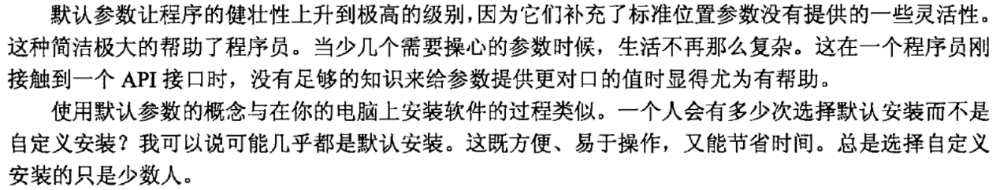 默认参数让程序的健壮性上升到极高的级别,因为它们补充了标准位置参数没有提供的一些灵活性。
这种简洁极大的帮助了程序员。当少几个需要操心的参数时候，生活不再那么复杂。这在一个程序员刚
接触到一个 API 接口时，没有足够的知识来给参数提供更对口的值时显得尤为有帮助。
使用默认参数的概念与在你的电脑上安装软件的过程类似。一个人会有多少次选择默认安装而不是
自定义安装？我可以说可能几乎都是默认安装。这既方便、易于操作，又能节省时间。总是选择自定义
安装的只是少数人。